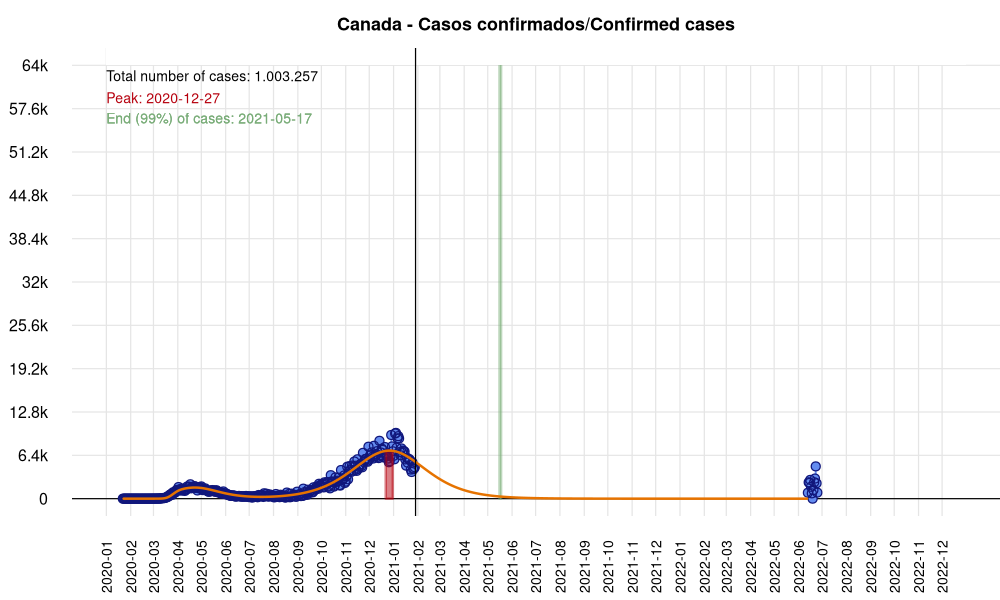 Canada - Casos confirmados/Confirmed cases
Total number of cases: 1.003.257
Peak: 2020-12-27
End (99%) of cases: 2021-05-17
64k
57.6k
51.2k
44.8k
38.4k
32k
25.6k
19.2k
12.8k
6.4k
0
2020-01
2020-02
2020-03
2020-04
2020-05
2020-06
2020-07
2020-08
2020-09
2020-10
2020-11
2020-12
2021-01
2021-02
2021-03
2021-04
2021-05
2021-06
2021-07
2021-08
2021-09
2021-10
2021-11
2021-12
2022-01
2022-02
2022-03
2022-04
2022-05
2022-06
2022-07
2022-08
2022-09
2022-10
2022-11
2022-12